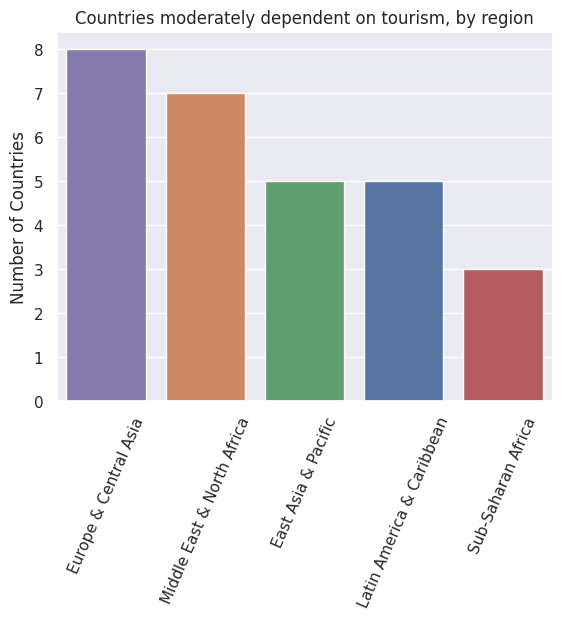 Countries moderately dependent on tourism, by region
Number of Countries
8
7
6
5
4
3
2
1
0
Europe & Central Asia
Middle East & North Africa
East Asia & Pacific
Latin America & Caribbean
Sub-Saharan Africa